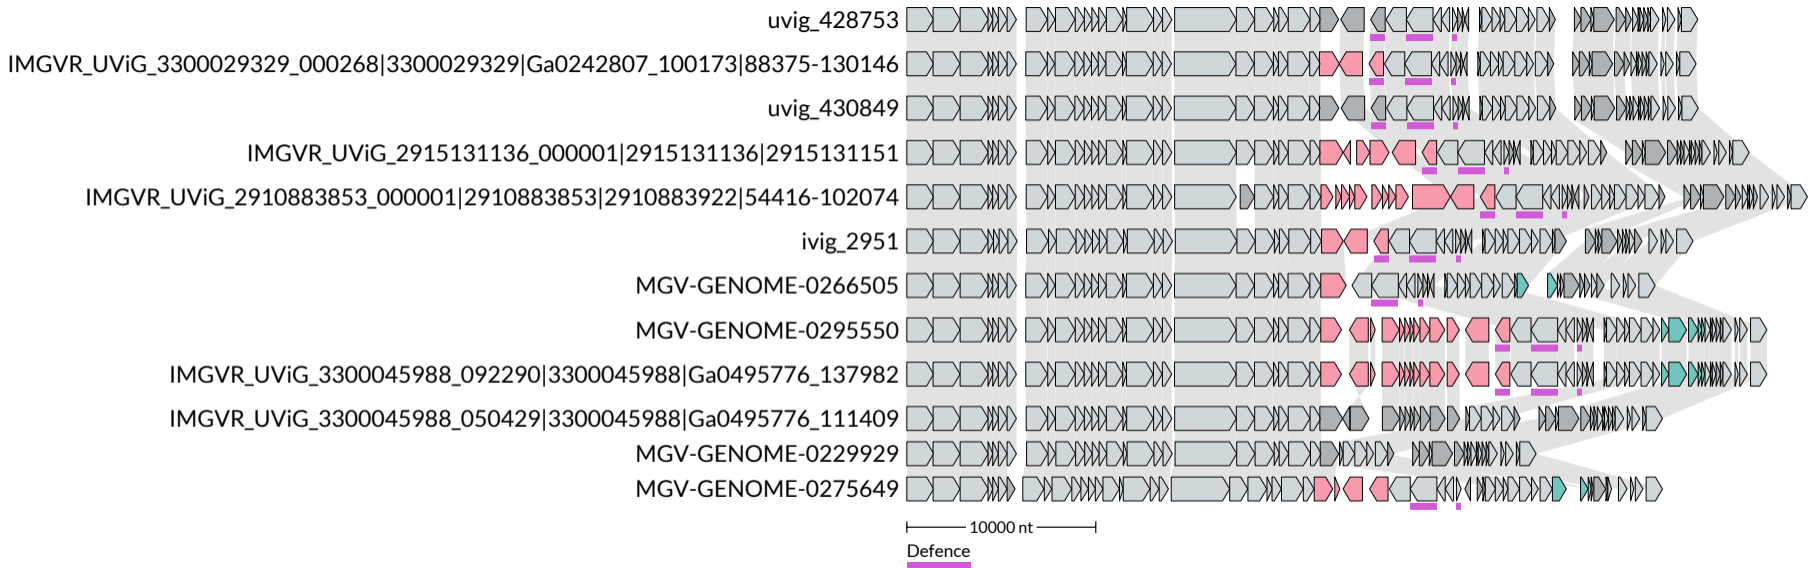 uvig_428753
IMGVR_UViG_3300029329_000268|3300029329|Ga0242807_100173|88375-130146
uvig_430849
IMGVR_UViG_2915131136_000001|2915131136|2915131151
IMGVR_UViG_2910883853_000001|2910883853|2910883922|54416-102074
ivig_2951
MGV-GENOME-0266505
MGV-GENOME-0295550
IMGVR_UViG_3300045988_092290|3300045988|Ga0495776_137982
IMGVR_UViG_3300045988_050429|3300045988|Ga0495776_111409
MGV-GENOME-0229929
MGV-GENOME-0275649
10000 nt
Defence